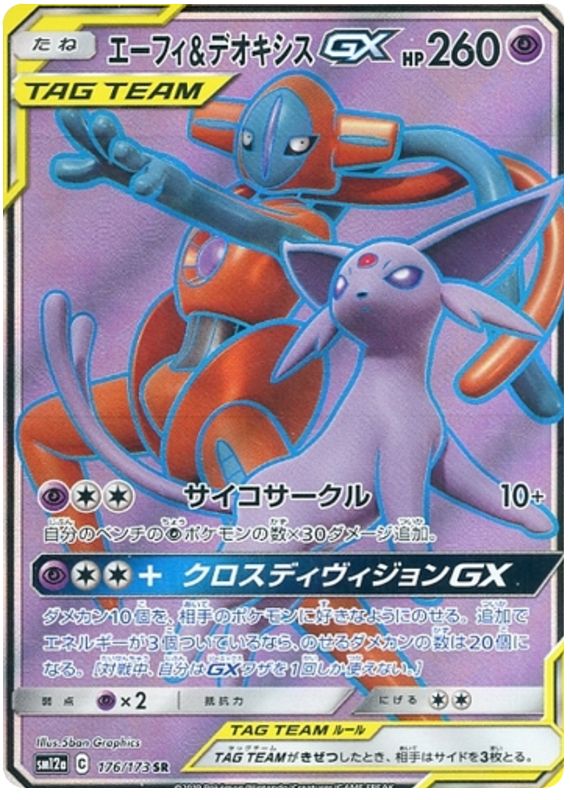 たね エーフィ&デオキシスGX HP260
TAG TEAM
サイコサークル 10+
自分のベンチのポケモンの数×30ダメージ追加。
+ クロスディヴィジョンGX
ダメカン10個を、相手のポケモンに好きなようにのせる。追加で
エネルギーが3個ついているなら、のせるダメカンの数は20個に
なる。[対戦中、自分はGXワザを1回しか使えない。]
弱点 ×2 抵抗力 にげる
TAG TEAM ルール
Illus.5ban Graphics
TAG TEAMがきぜつしたとき、相手はサイドを3枚とる。
sm12a C 176/173 SR
©2019 Pokémon/Nintendo/Creatures/GAME FREAK